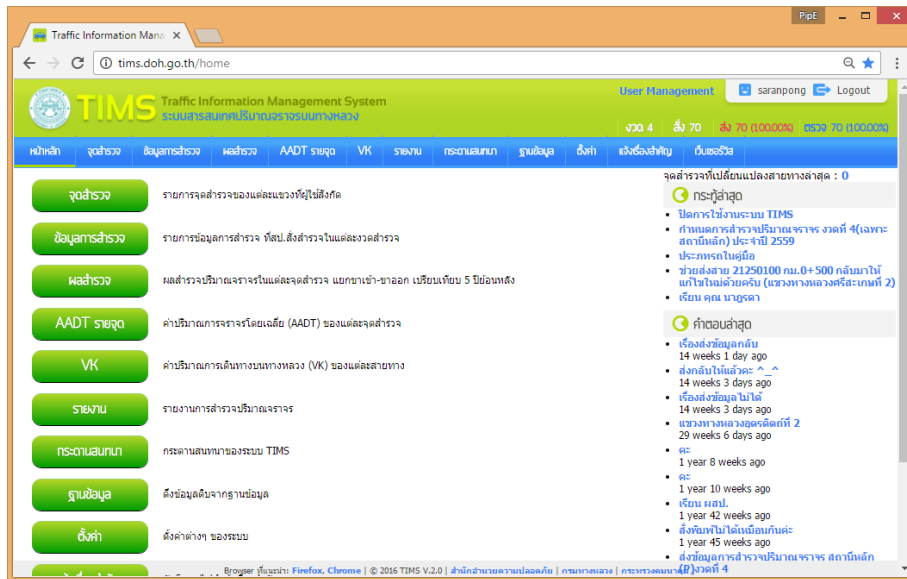 PipE
Traffic Information Mana
tims.doh.go.th/home
User Management saranpong Logout
TIMS Traffic Information Management System
ระบบสารสนเทศปริมาณจราจรบนทางหลวง
งวด 4 สั่ง 70 ส่ง 70 (100.00%) ตรวจ 70 (100.00%)
หน้าหลัก จุดสำรวจ ข้อมูลการสำรวจ ผลสำรวจ AADT รายจุด VK รายงาน กระดานสนทนา ฐานข้อมูล ตั้งค่า แจ้งเรื่องสำคัญ เว็บเซอร์วิส
จุดสำรวจที่เปลี่ยนแปลงสายทางล่าสุด : 0
จุดสำรวจ รายการจุดสำรวจของแต่ละแขวงที่ผู้ใช้สังกัด
ข้อมูลการสำรวจ รายการข้อมูลการสำรวจ ที่สป.สั่งสำรวจในแต่ละงวดสำรวจ
ผลสำรวจ ผลสำรวจปริมาณจราจรในแต่ละจุดสำรวจ แยกขาเข้า-ขาออก เปรียบเทียบ 5 ปีย้อนหลัง
AADT รายจุด ค่าปริมาณการจราจรโดยเฉลี่ย (AADT) ของแต่ละจุดสำรวจ
VK ค่าปริมาณการเดินทางบนทางหลวง (VK) ของแต่ละสายทาง
รายงาน รายงานการสำรวจปริมาณจราจร
กระดานสนทนา กระดานสนทนาของระบบ TIMS
ฐานข้อมูล ดึงข้อมูลดิบจากฐานข้อมูล
ตั้งค่า ตั้งค่าต่างๆ ของระบบ
กระทู้ล่าสุด
ปิดการใช้งานระบบ TIMS
กำหนดการสำรวจปริมาณจราจร งวดที่ 4(เฉพาะ
สถานีหลัก) ประจำปี 2559
ประภทรถในคู่มือ
ช่วยส่งสาย 21250100 กม.0+500 กลับมาให้
แก้ไขใหม่ด้วยครับ (แขวงทางหลวงศรีสะเกษที่ 2)
เรียน คุณ นาฎรดา
คำตอบล่าสุด
เรื่องส่งข้อมูลกลับ
14 weeks 1 day ago
ส่งกลับให้แล้วคะ ^_^
14 weeks 3 days ago
เรื่องส่งข้อมูลไม่ได้
14 weeks 3 days ago
แขวงทางหลวงอุตรดิตถ์ที่ 2
29 weeks 6 days ago
คะ
1 year 8 weeks ago
คะ
1 year 10 weeks ago
เรียน ผสป.
1 year 42 weeks ago
สั่งพิมพ์ไม่ได้เหมือนกันค่ะ
1 year 45 weeks ago
ส่งข้อมูลการสำรวจปริมาณจราจร สถานีหลัก
(P)งวดที่ 4
Browser ที่แนะนำ: Firefox, Chrome | © 2016 TIMS V.2.0 | สำนักอำนวยความปลอดภัย | กรมทางหลวง | กระทรวงคมนาคม